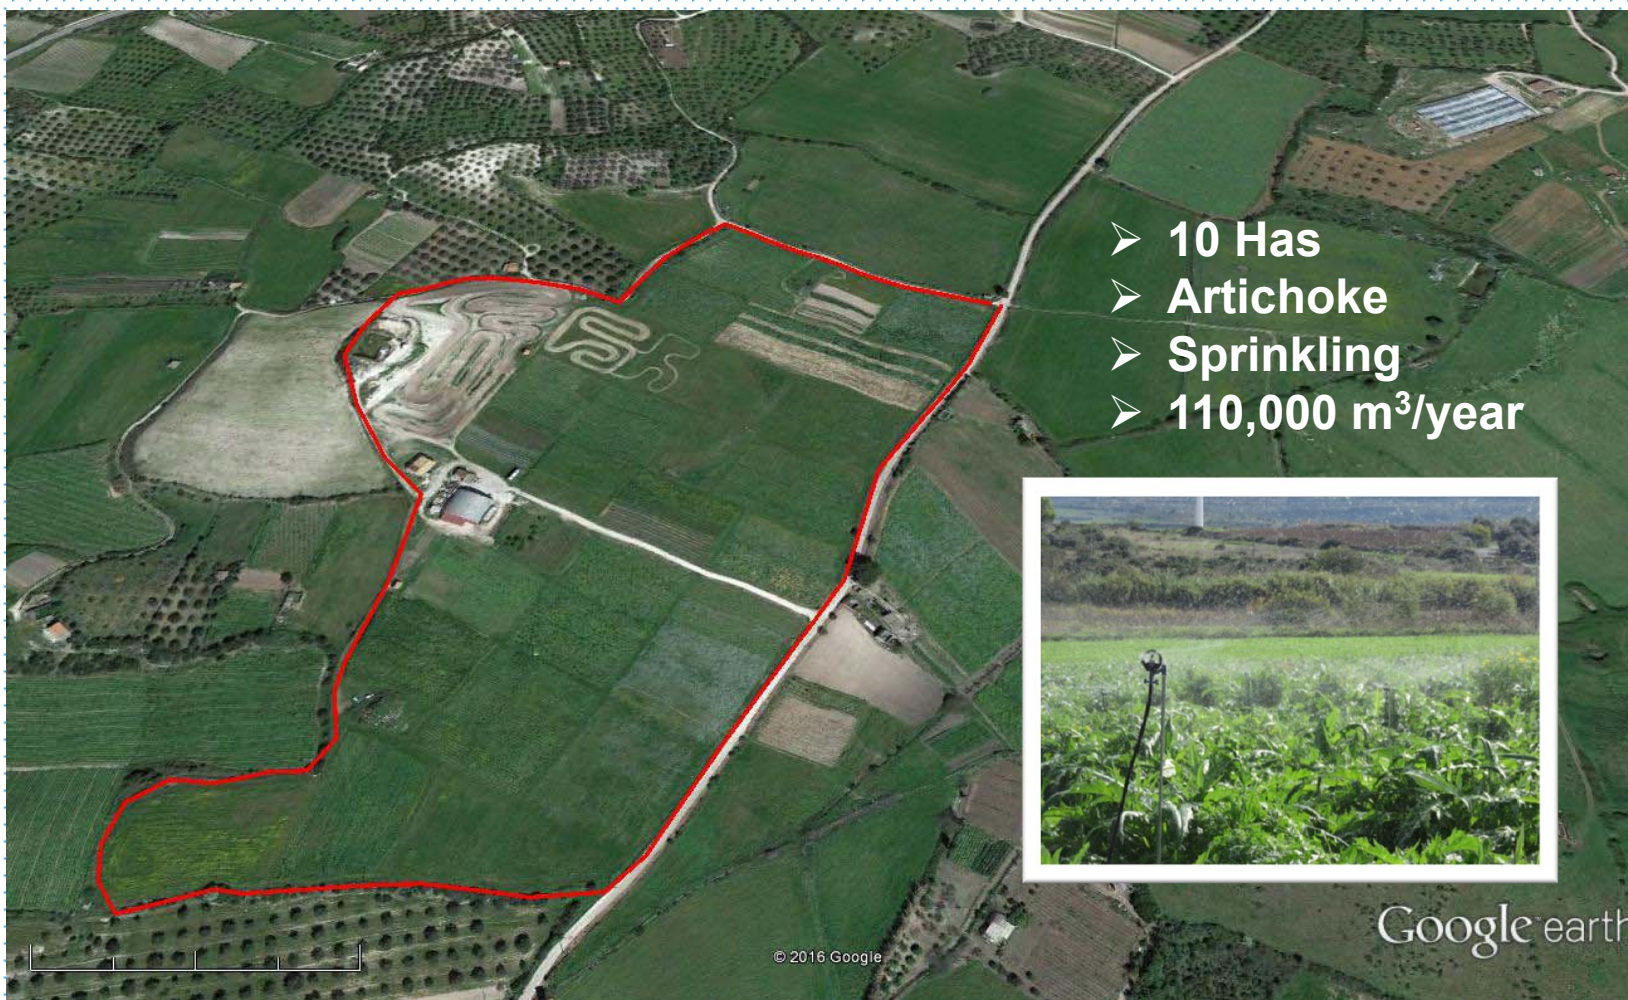 ➢ 10 Has
➢ Artichoke
➢ Sprinkling
➢ 110,000 m³/year
Google earth
© 2016 Google